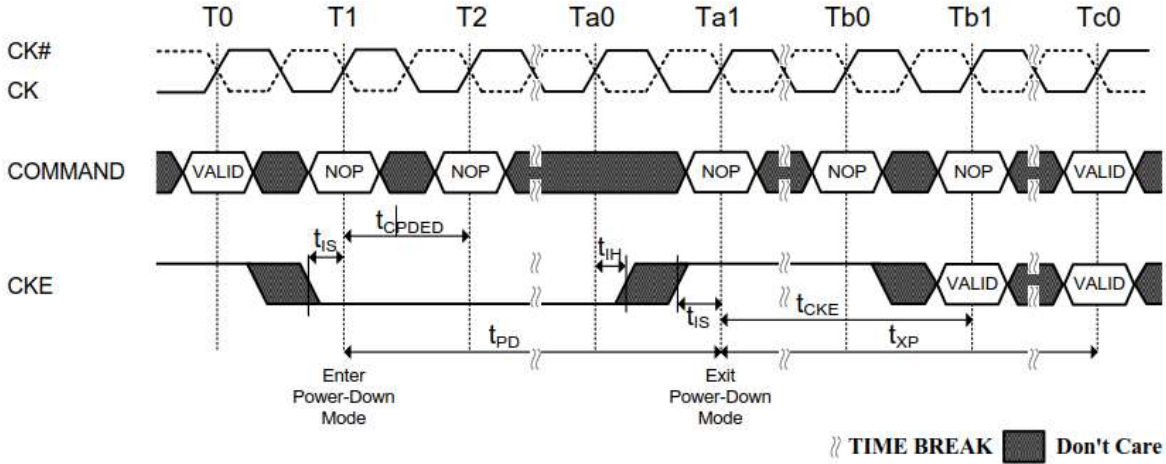 T0 T1 T2 Ta0 Ta1 Tb0 Tb1 Tc0
CK#
CK
COMMAND VALID NOP NOP NOP NOP NOP VALID
tCPDED
tIS tIH
CKE VALID VALID
tIS tCKE
tPD tXP
Enter Power-Down Mode
Exit Power-Down Mode
TIME BREAK Don't Care